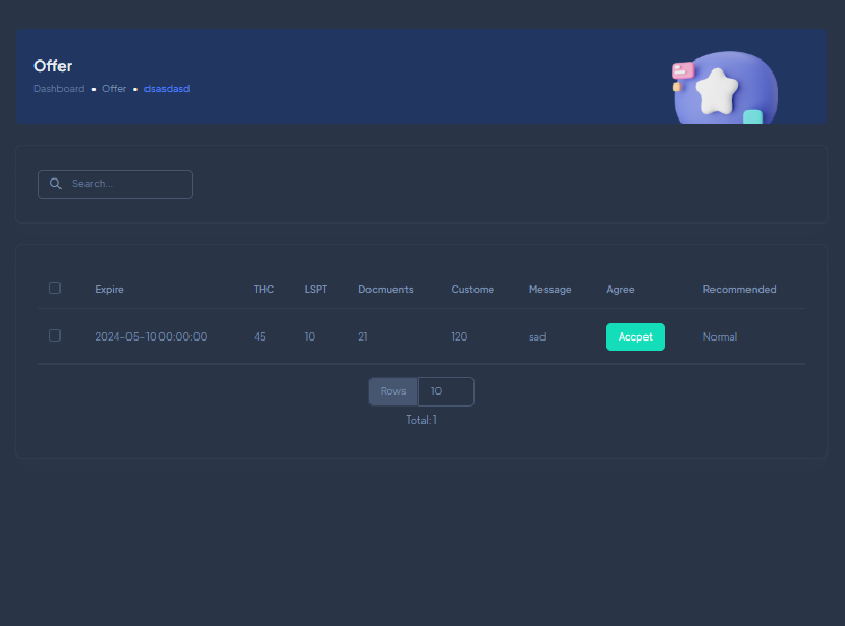 Offer
Dashboard • Offer • dsasdasd
Search...
Expire THC LSPT Docmuents Custome Message Agree Recommended
2024-05-10 00:00:00 45 10 21 120 sad Accpet Normal
Rows 10
Total: 1